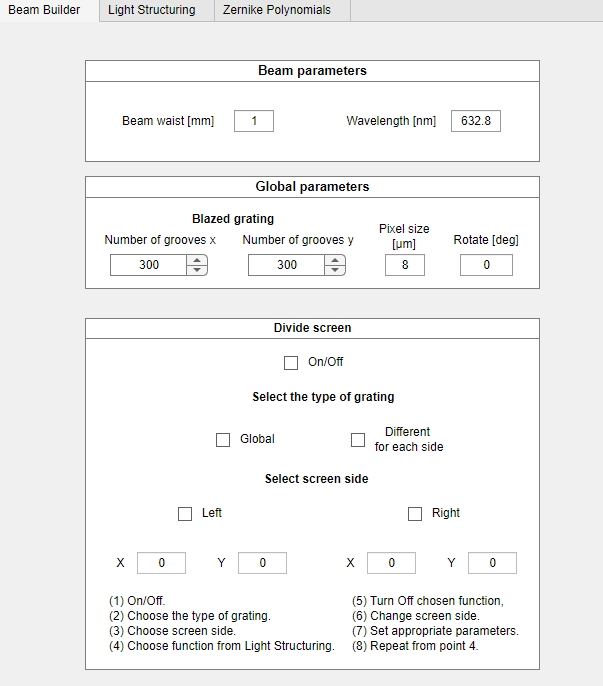 Beam Builder Light Structuring Zernike Polynomials
Beam parameters
Beam waist [mm] 1 Wavelength [nm] 632.8
Global parameters
Blazed grating
Number of grooves x Number of grooves y Pixel size [µm] Rotate [deg]
300 300 8 0
Divide screen
On/Off
Select the type of grating
Global Different
for each side
Select screen side
Left Right
X 0 Y 0 X 0 Y 0
(1) On/Off.
(2) Choose the type of grating.
(3) Choose screen side.
(4) Choose function from Light Structuring.
(5) Turn Off chosen function,
(6) Change screen side.
(7) Set appropriate parameters.
(8) Repeat from point 4.